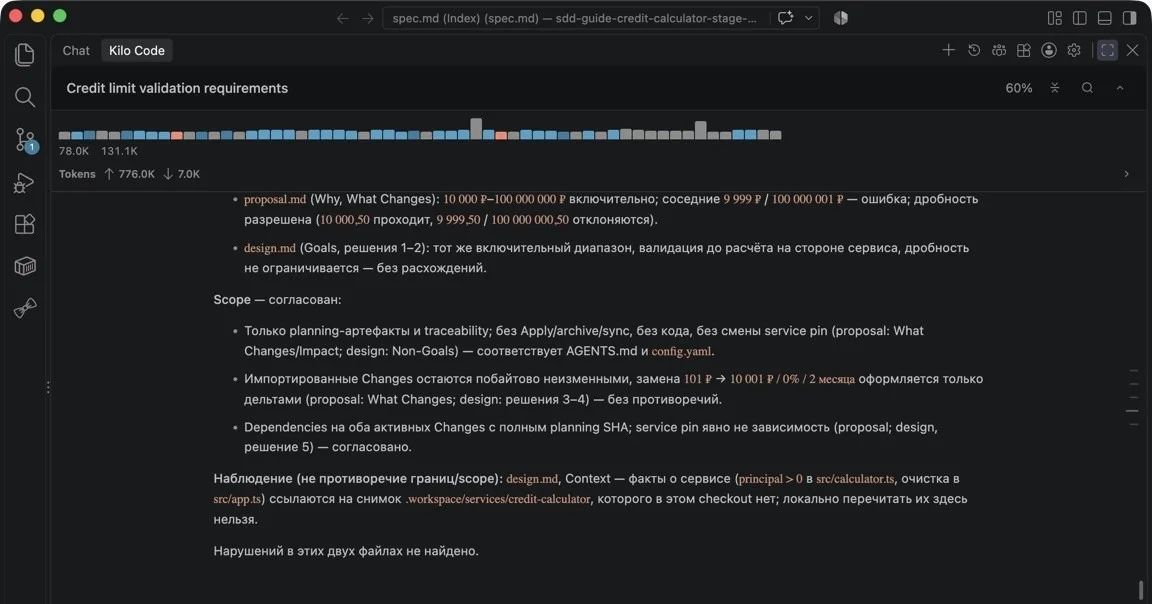 spec.md (Index) (spec.md) — sdd-guide-credit-calculator-stage-...
Chat Kilo Code
Credit limit validation requirements
60%
1
78.0K 131.1K
Tokens ↑ 776.0K ↓ 7.0K
• proposal.md (Why, What Changes): 10 000 ₽–100 000 000 ₽ включительно; соседние 9 999 ₽ / 100 000 001 ₽ — ошибка; дробность
разрешена (10 000,50 проходит, 9 999,50 / 100 000 000,50 отклоняются).
• design.md (Goals, решения 1–2): тот же включительный диапазон, валидация до расчёта на стороне сервиса, дробность
не ограничивается — без расхождений.
Scope — согласован:
• Только planning-артефакты и traceability; без Apply/archive/sync, без кода, без смены service pin (proposal: What
Changes/Impact; design: Non-Goals) — соответствует AGENTS.md и config.yaml.
• Импортированные Changes остаются побайтово неизменными, замена 101 ₽ → 10 001 ₽ / 0% / 2 месяца оформляется только
дельтами (proposal: What Changes; design: решения 3–4) — без противоречий.
• Dependencies на оба активных Changes с полным planning SHA; service pin явно не зависимость (proposal; design,
решение 5) — согласовано.
Наблюдение (не противоречие границ/scope): design.md, Context — факты о сервисе (principal > 0 в src/calculator.ts, очистка в
src/app.ts) ссылаются на снимок .workspace/services/credit-calculator, которого в этом checkout нет; локально перечитать их здесь
нельзя.
Нарушений в этих двух файлах не найдено.